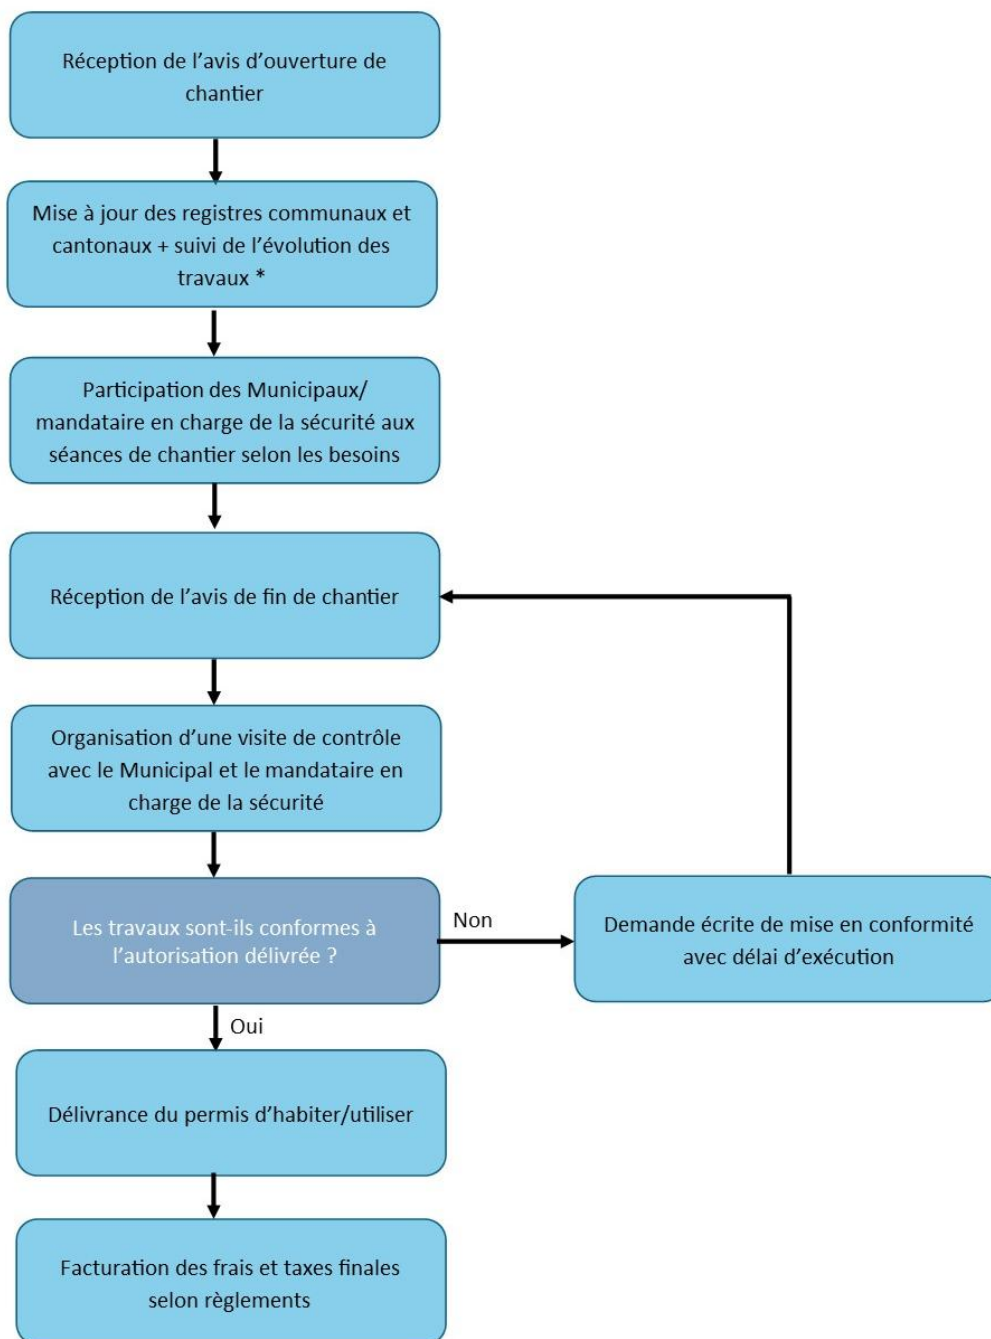 Réception de l’avis d’ouverture de
chantier
Mise à jour des registres communaux et
cantonaux + suivi de l’évolution des
travaux *
Participation des Municipaux/
mandataire en charge de la sécurité aux
séances de chantier selon les besoins
Réception de l’avis de fin de chantier
Organisation d’une visite de contrôle
avec le Municipal et le mandataire en
charge de la sécurité
Les travaux sont-ils conformes à
l’autorisation délivrée ?
Non
Demande écrite de mise en conformité
avec délai d’exécution
Oui
Délivrance du permis d’habiter/utiliser
Facturation des frais et taxes finales
selon règlements